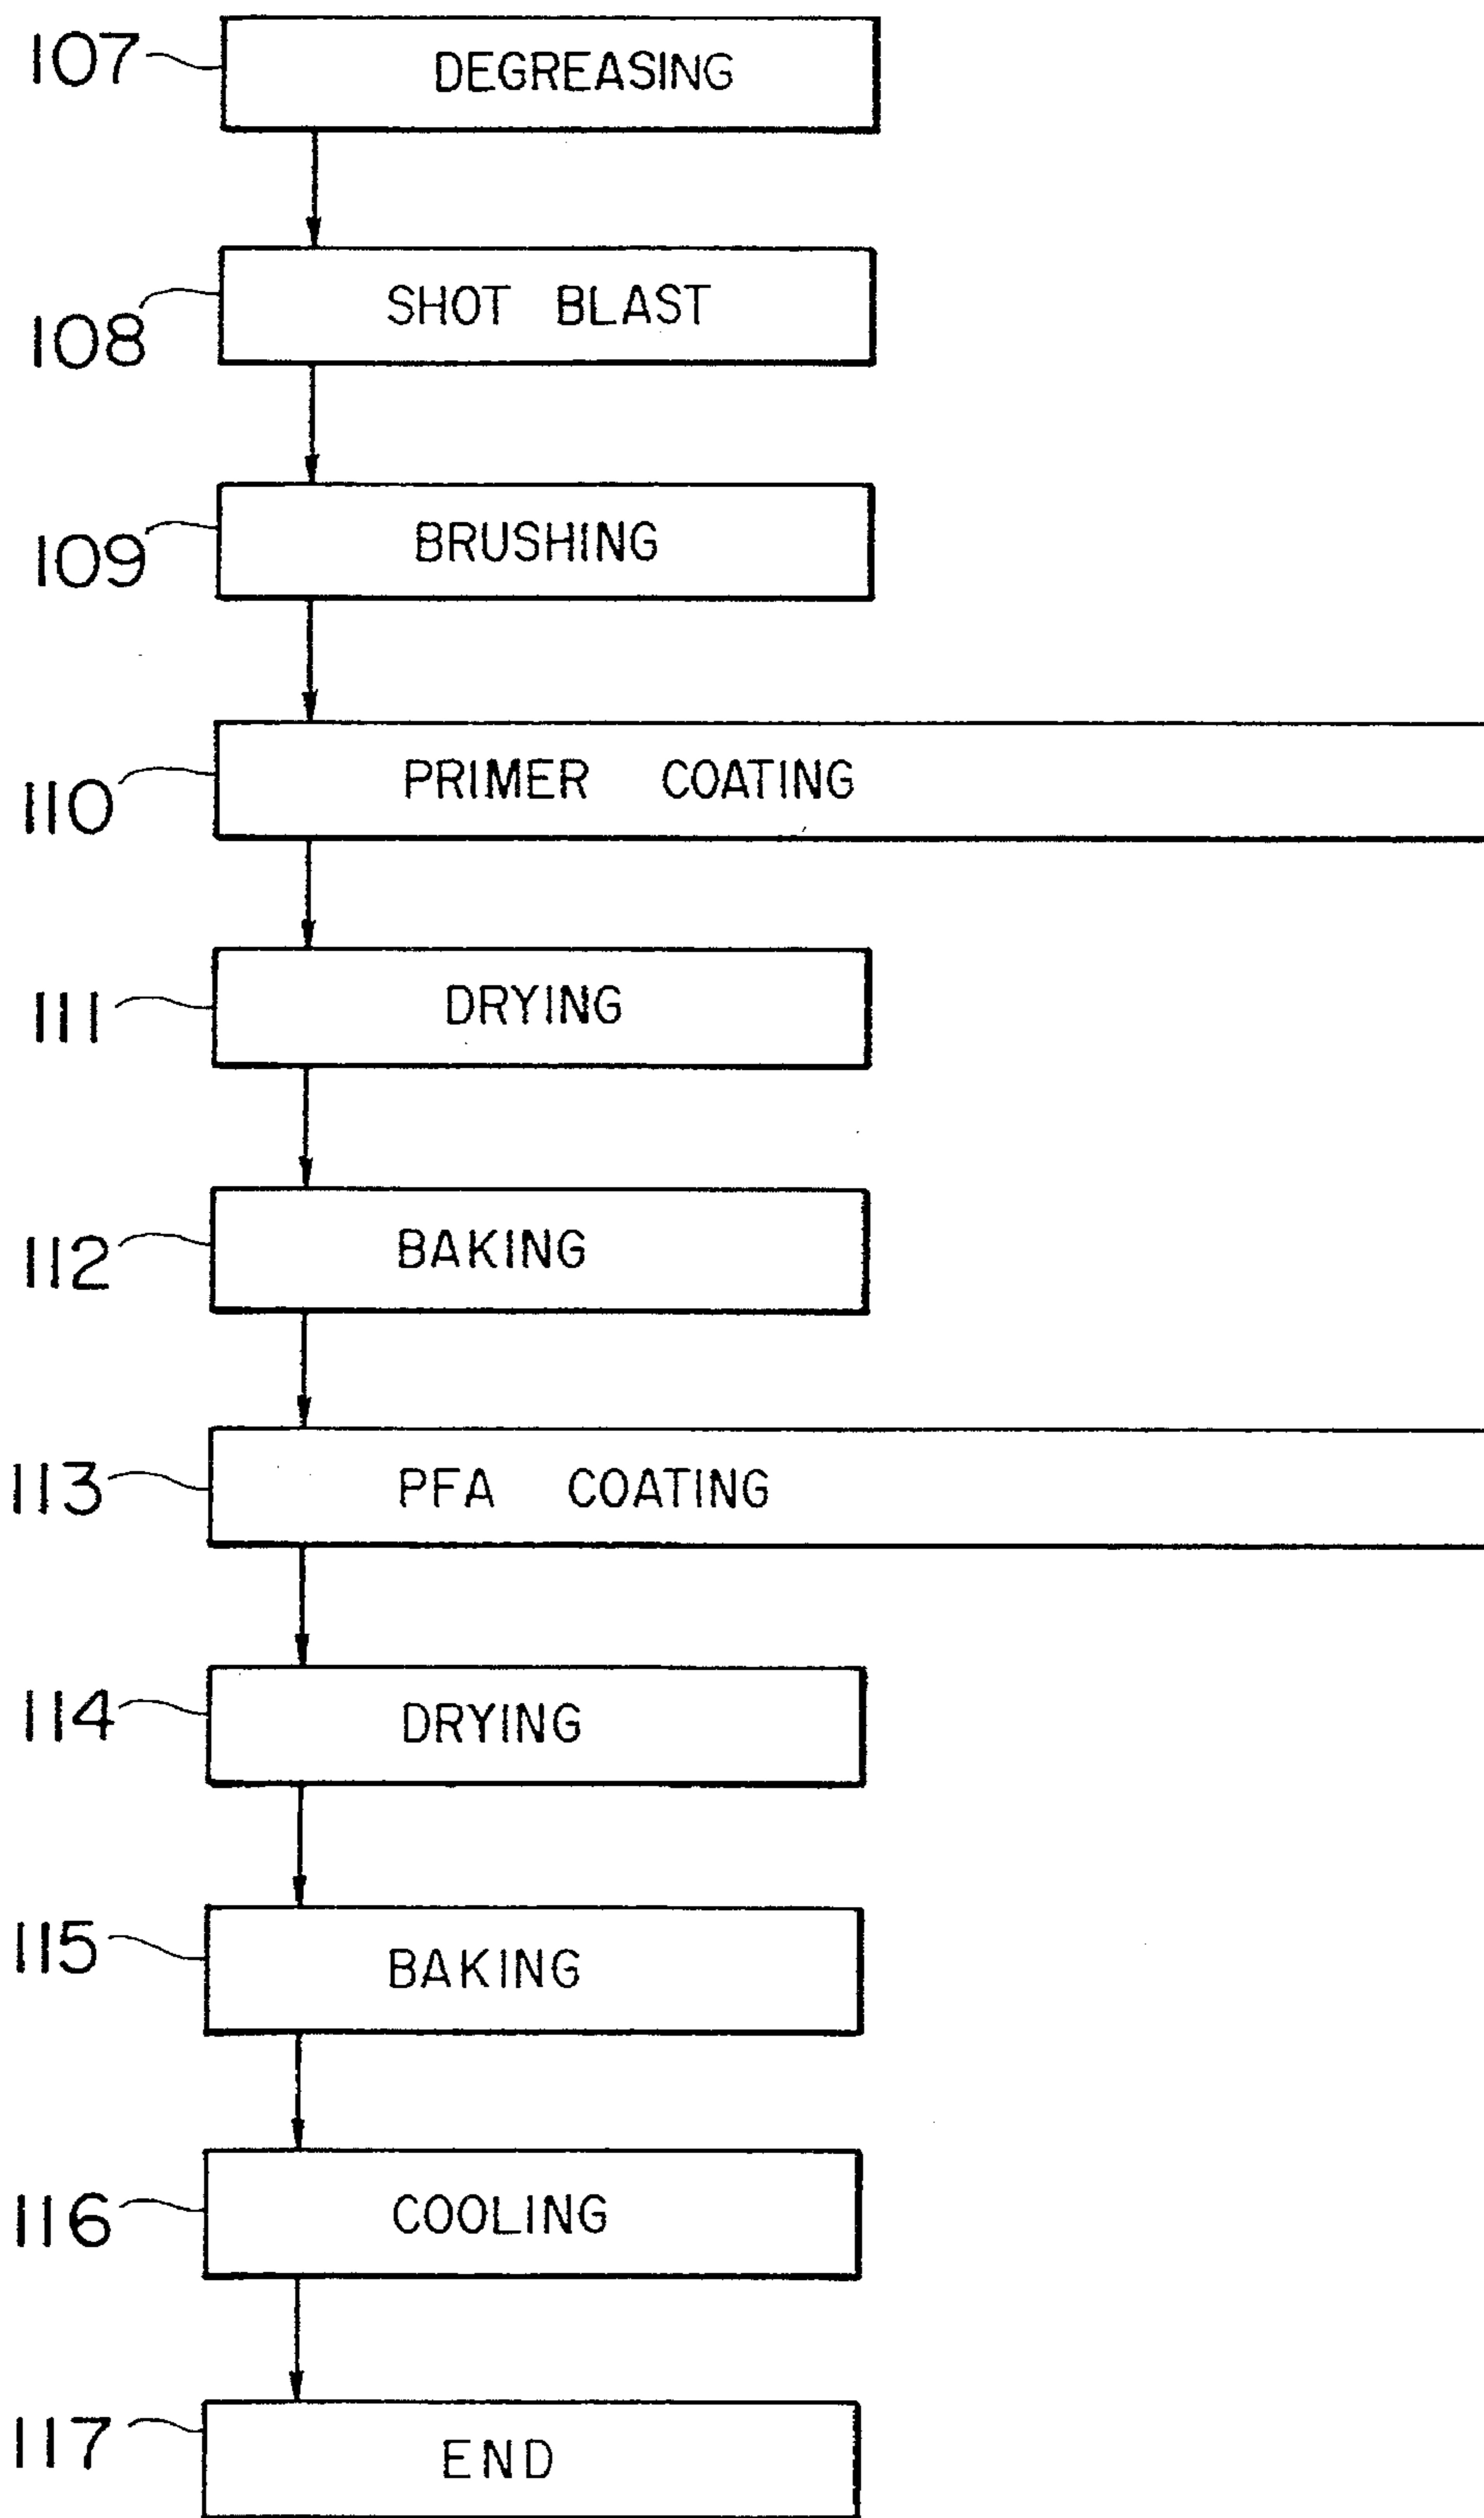 107 DEGREASING
108 SHOT BLAST
109 BRUSHING
110 PRIMER COATING
111 DRYING
112 BAKING
113 PFA COATING
114 DRYING
115 BAKING
116 COOLING
117 END